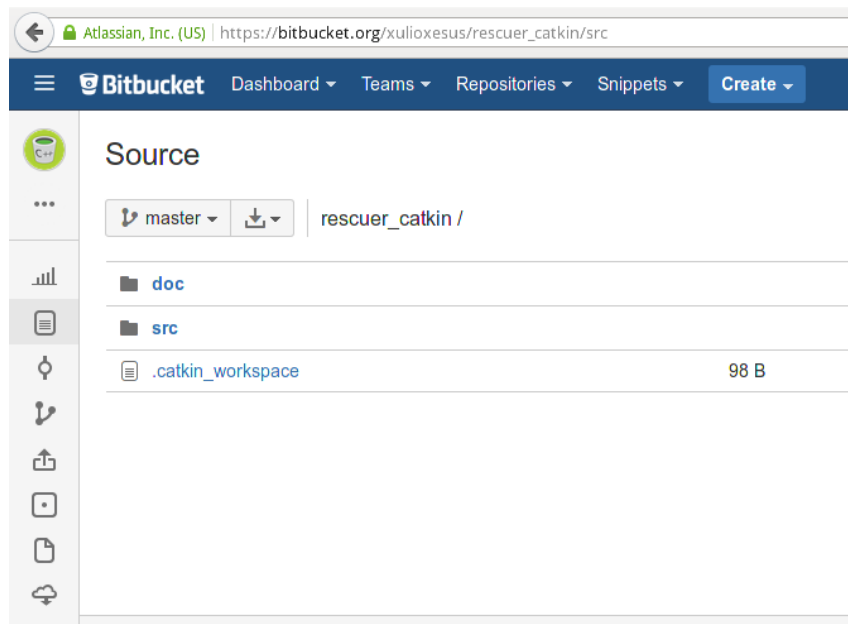 Atlassian, Inc. (US) https://bitbucket.org/xulioxesus/rescuer_catkin/src
Bitbucket Dashboard Teams Repositories Snippets Create
C++
Source
master rescuer_catkin /
doc
src
.catkin_workspace 98 B